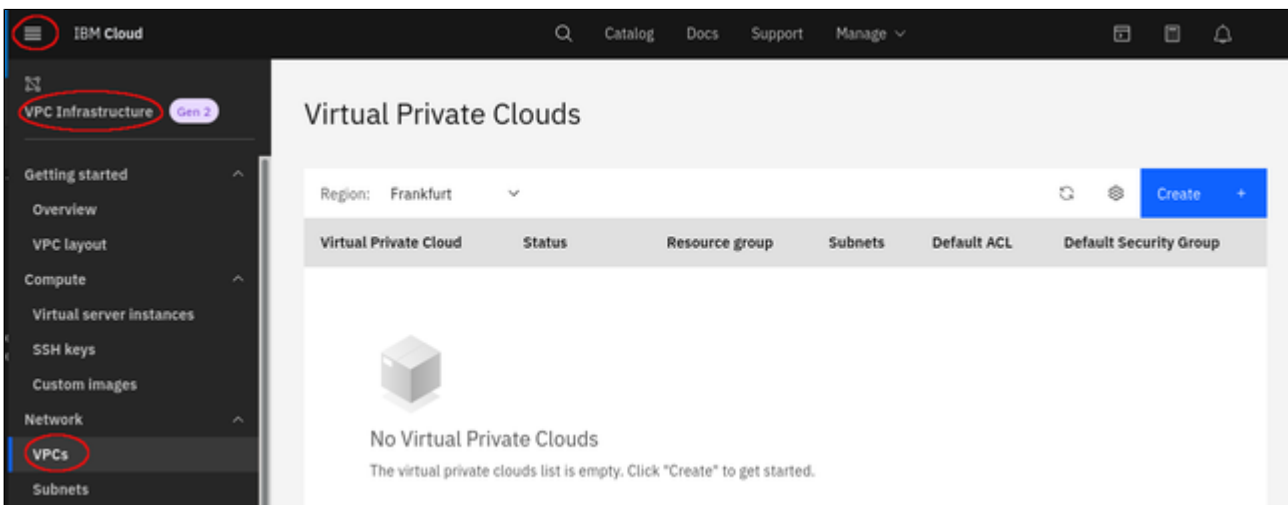 IBM Cloud Catalog Docs Support Manage
VPC Infrastructure Gen 2
Getting started
Overview
VPC layout
Compute
Virtual server instances
SSH keys
Custom images
Network
VPCs
Subnets
Virtual Private Clouds
Region: Frankfurt Create +
Virtual Private Cloud Status Resource group Subnets Default ACL Default Security Group
No Virtual Private Clouds
The virtual private clouds list is empty. Click "Create" to get started.